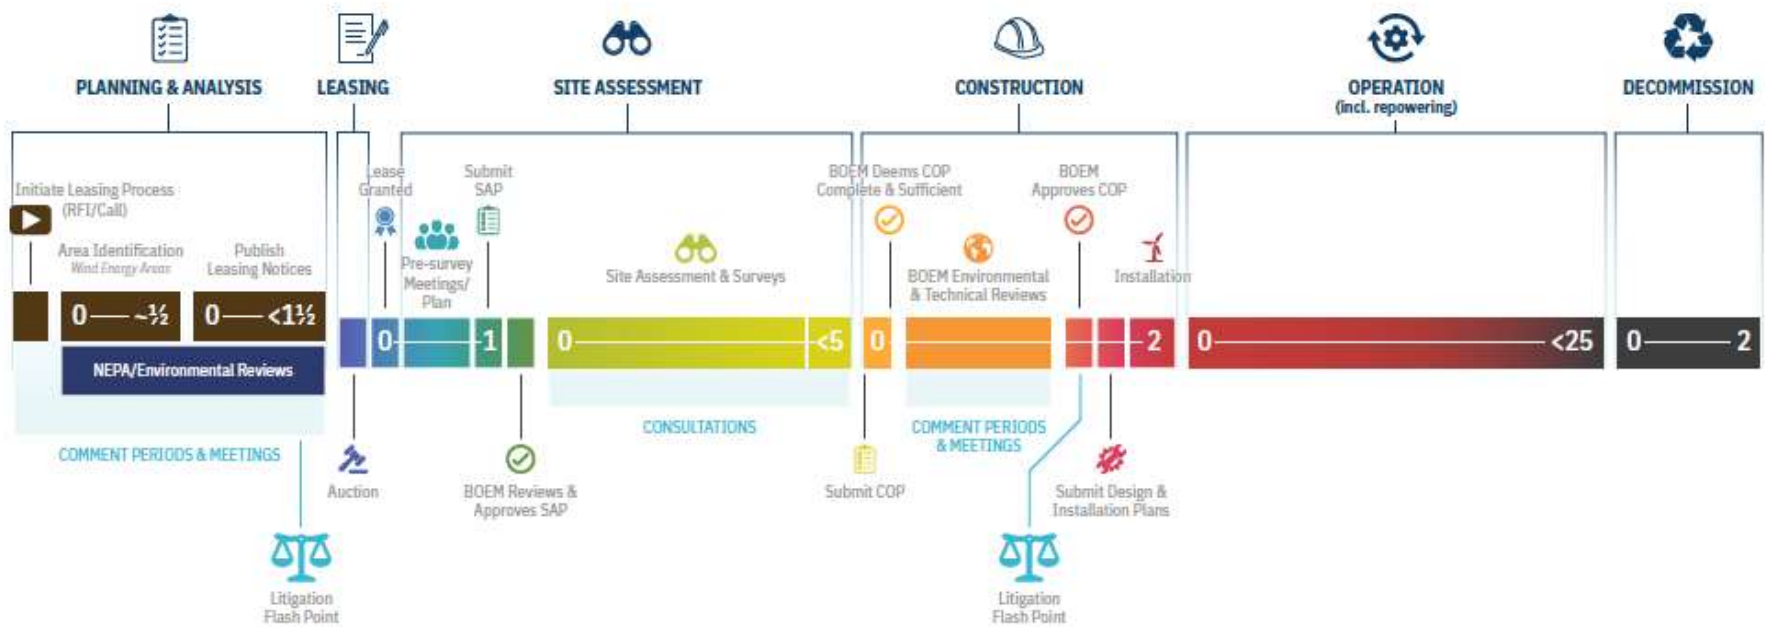 PLANNING & ANALYSIS
LEASING
SITE ASSESSMENT
CONSTRUCTION
OPERATION
(incl. repowering)
DECOMMISSION
Initiate Leasing Process
(RFI/Call)
Area Identification
Wind Energy Areas
Publish
Leasing Notices
0 — ~½
0 — <1½
NEPA/Environmental Reviews
COMMENT PERIODS & MEETINGS
Litigation
Flash Point
Lease
Granted
Auction
Pre-survey
Meetings/
Plan
Submit
SAP
0
1
BOEM Reviews &
Approves SAP
Site Assessment & Surveys
0
<5
CONSULTATIONS
BOEM Deems COP
Complete & Sufficient
Submit COP
BOEM Environmental
& Technical Reviews
COMMENT PERIODS
& MEETINGS
BOEM
Approves COP
Installation
0
2
Submit Design &
Installation Plans
Litigation
Flash Point
0
<25
0
2